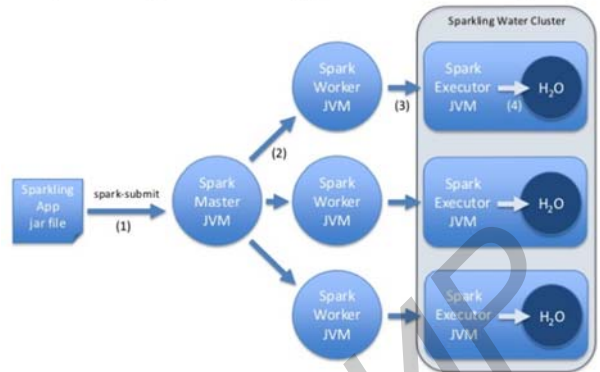 Sparkling Water Cluster
Spark
Worker
JVM
(3)
Spark
Executor
JVM
(4)
H₂O
(2)
Sparkling
App
jar file
spark-submit
(1)
Spark
Master
JVM
Spark
Worker
JVM
Spark
Executor
JVM
H₂O
Spark
Worker
JVM
Spark
Executor
JVM
H₂O